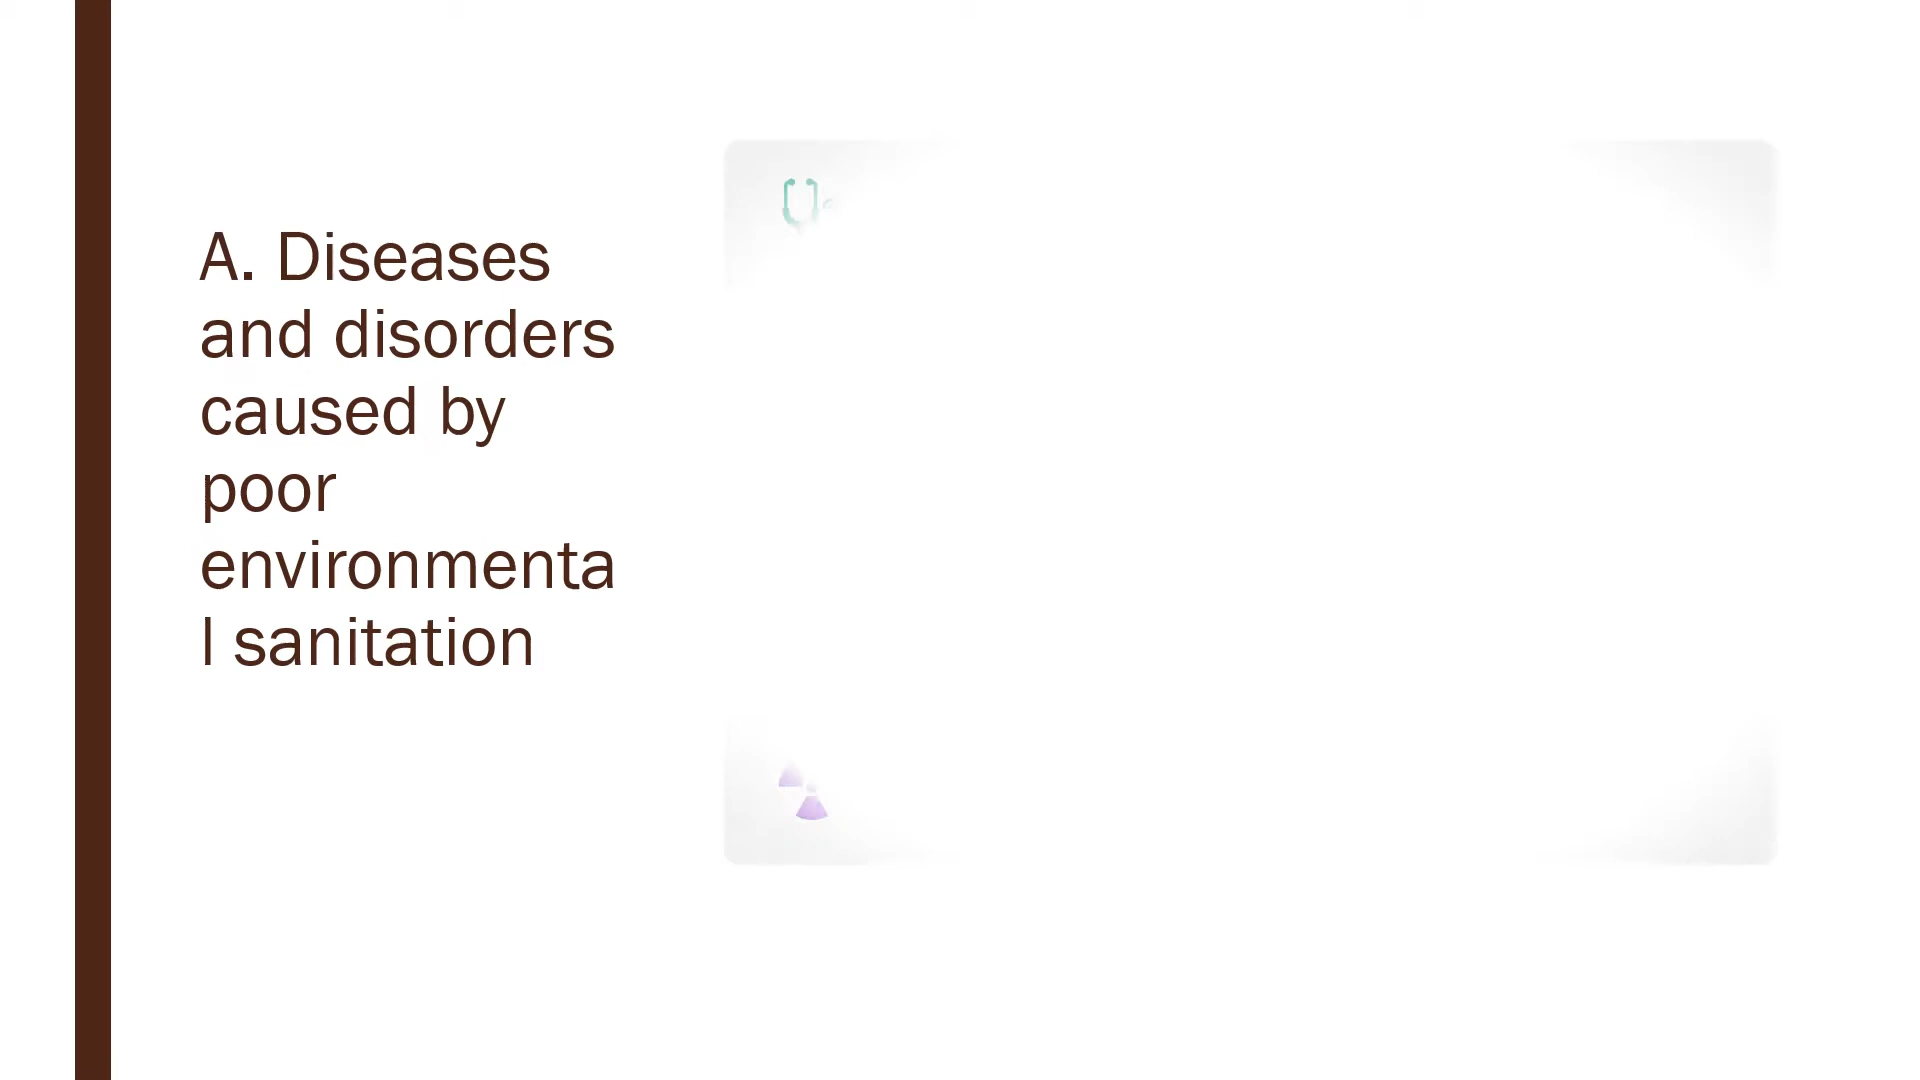 A. Diseases
and disorders
caused by
poor
environmenta
l sanitation